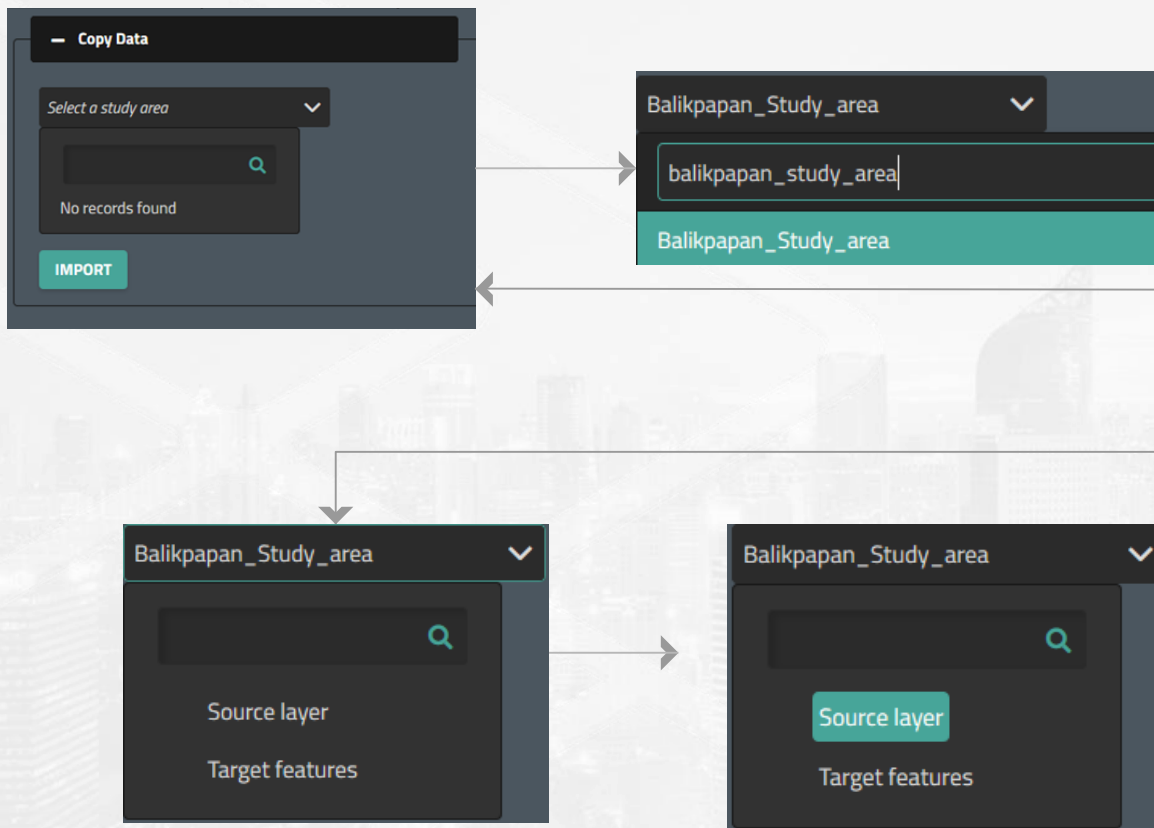 Copy Data
Select a study area
No records found
IMPORT
Balikpapan_Study_area
balikpapan_study_area
Balikpapan_Study_area
Balikpapan_Study_area
Source layer
Target features
Balikpapan_Study_area
Source layer
Target features